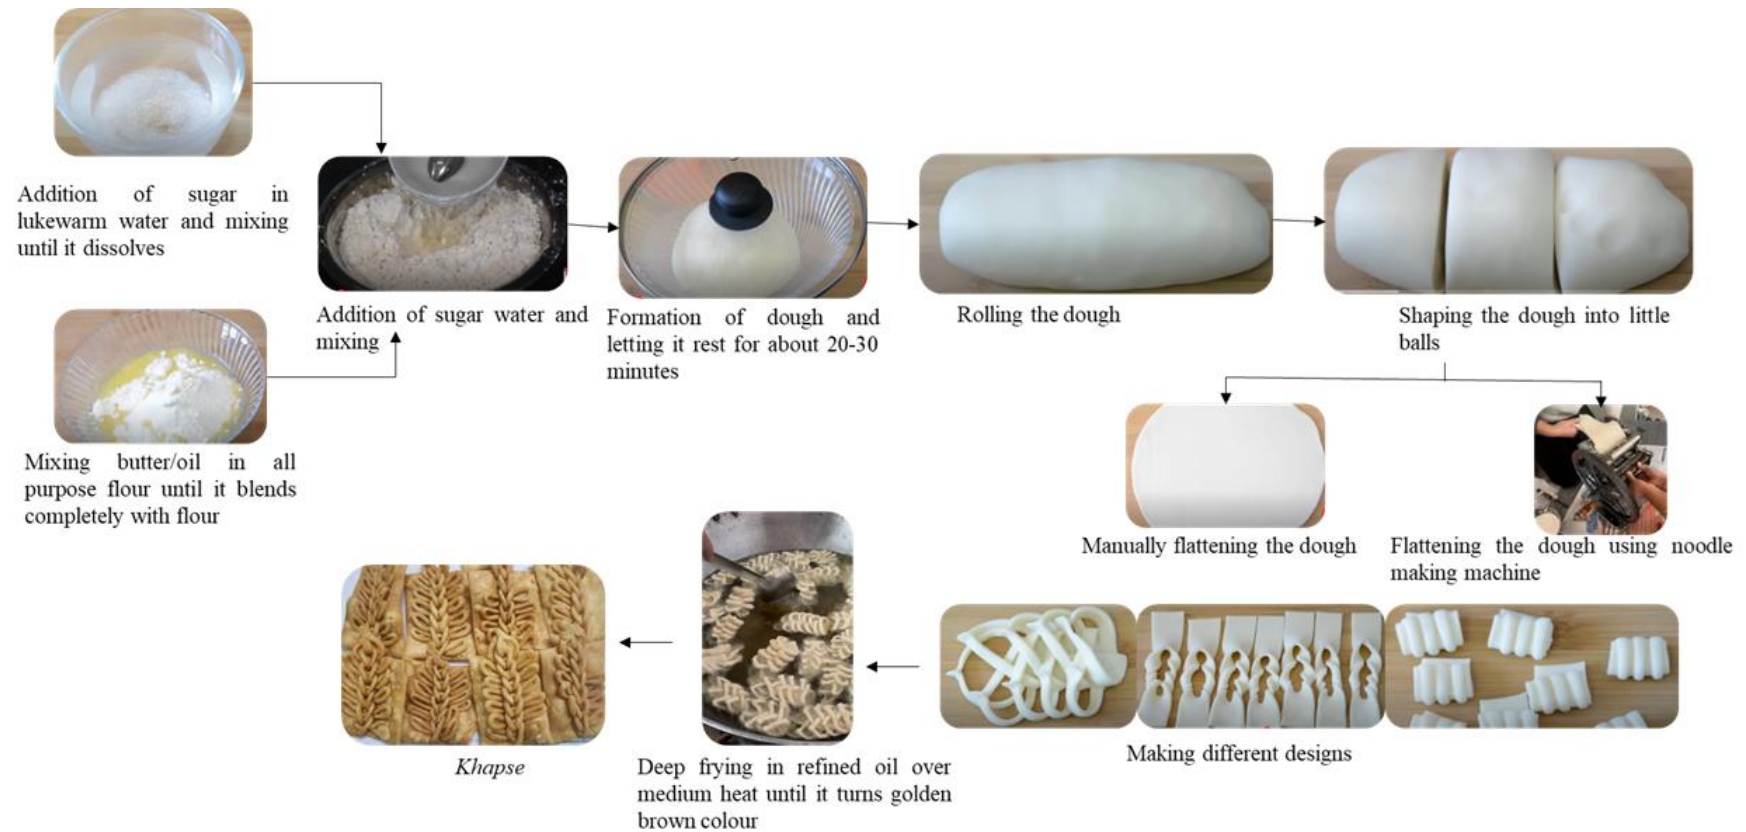 Addition of sugar in
lukewarm water and mixing
until it dissolves
Mixing butter/oil in all
purpose flour until it blends
completely with flour
Addition of sugar water and
mixing
Formation of dough and
letting it rest for about 20-30
minutes
Rolling the dough
Shaping the dough into little
balls
Manually flattening the dough
Flattening the dough using noodle
making machine
Making different designs
Deep frying in refined oil over
medium heat until it turns golden
brown colour
Khapse